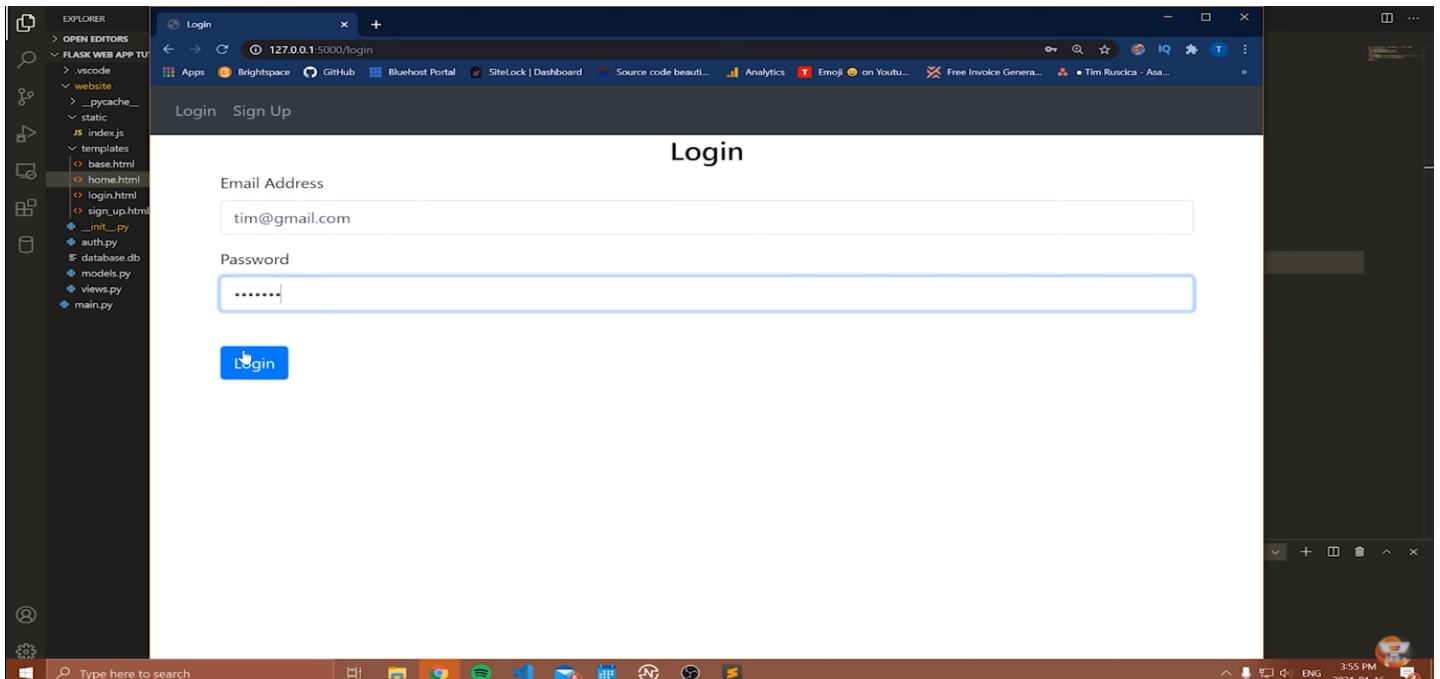 EXPLORER
OPEN EDITORS
FLASK WEB APP TU
.vscode
website
__pycache__
static
JS index.js
templates
<> base.html
<> home.html
<> login.html
<> sign_up.html
__init__.py
auth.py
database.db
models.py
views.py
main.py
Login
127.0.0.1:5000/login
IQ
T
Apps
Brightspace
GitHub
Bluehost Portal
SiteLock | Dashboard
Source code beauti...
Analytics
T Emoji 😀 on Youtu...
Free Invoice Genera...
• Tim Ruscica - Asa...
»
Login Sign Up
Login
Email Address
tim@gmail.com
Password
•••••••
Login
Type here to search
ENG
3:55 PM